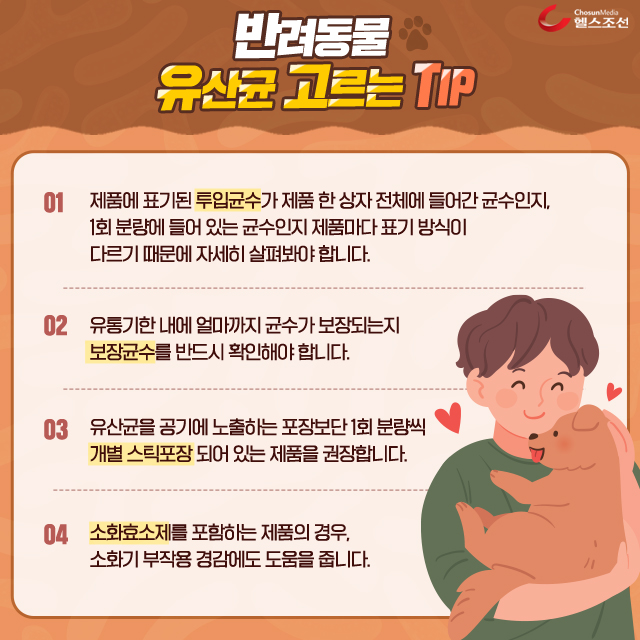 ChosunMedia
헬스조선
반려동물
유산균 고르는 TIP
01
제품에 표기된 투입균수가 제품 한 상자 전체에 들어간 균수인지,
1회 분량에 들어 있는 균수인지 제품마다 표기 방식이
다르기 때문에 자세히 살펴봐야 합니다.
02
유통기한 내에 얼마까지 균수가 보장되는지
보장균수를 반드시 확인해야 합니다.
03
유산균을 공기에 노출하는 포장보단 1회 분량씩
개별 스틱포장 되어 있는 제품을 권장합니다.
04
소화효소제를 포함하는 제품의 경우,
소화기 부작용 경감에도 도움을 줍니다.